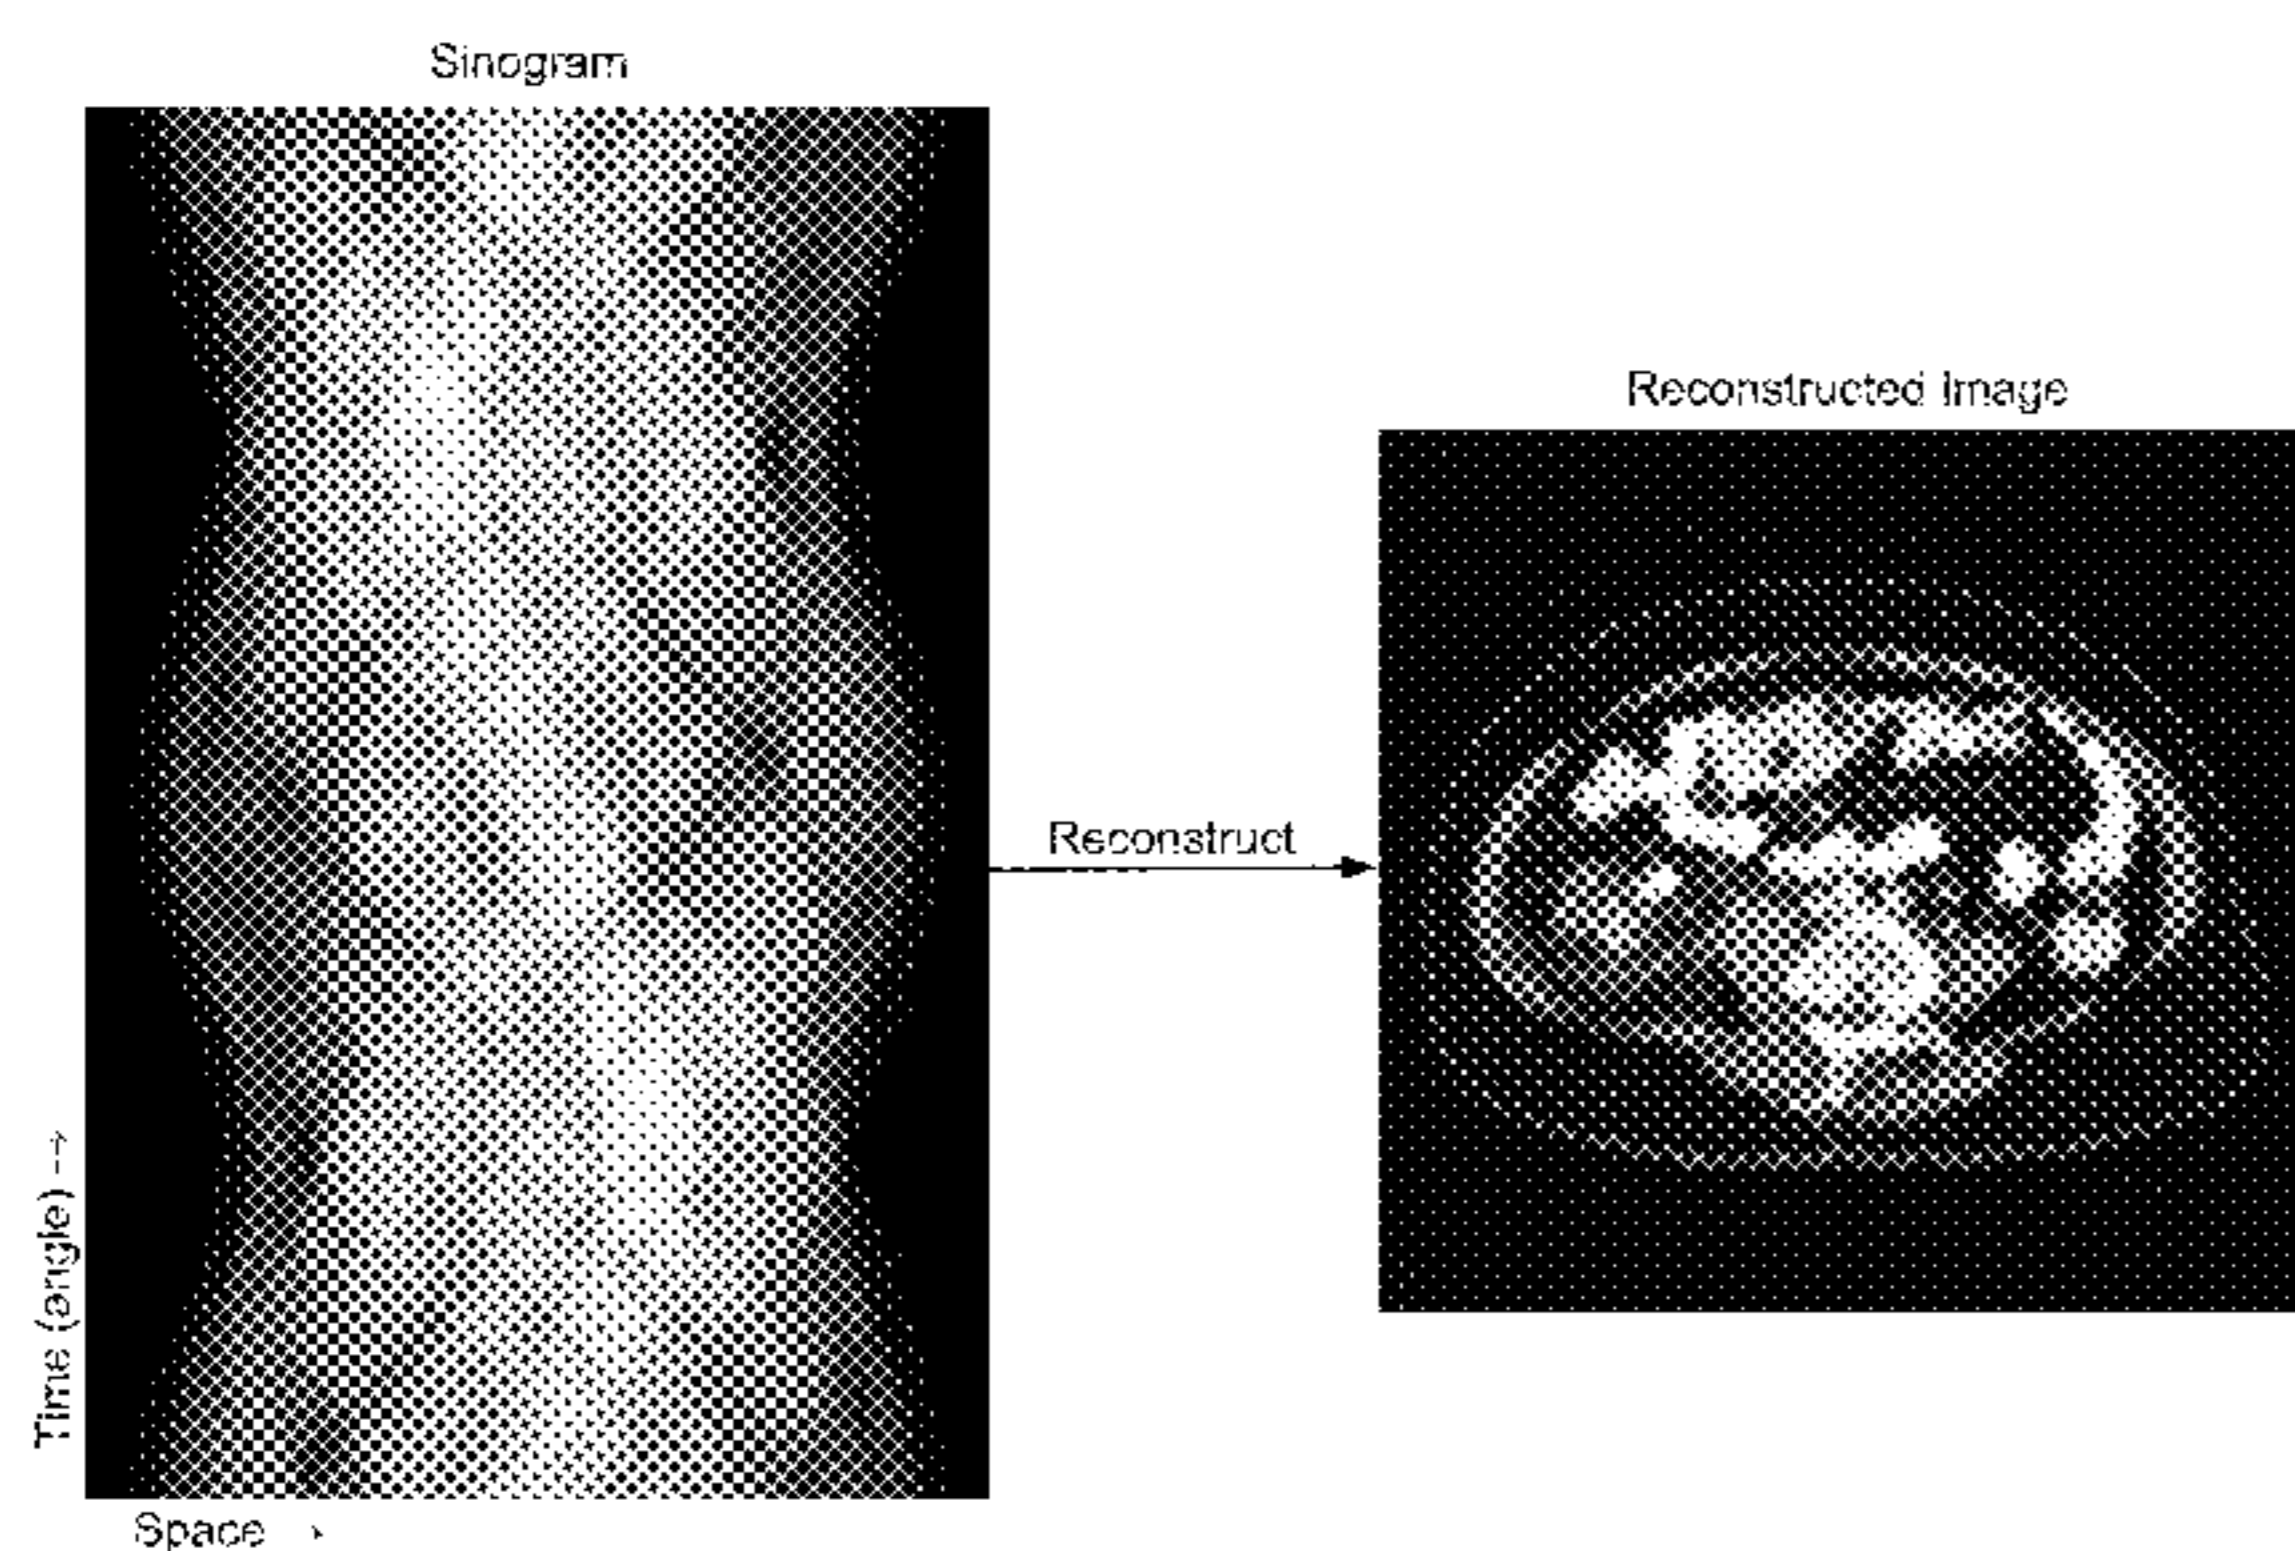 Sinogram
Reconstructed Image
Reconstruct
Time (angle) -->
Space